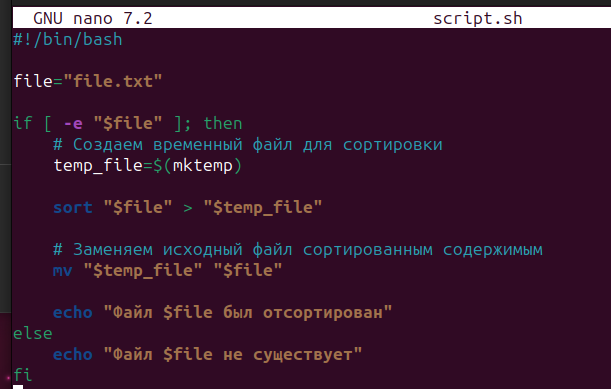 GNU nano 7.2 script.sh
#!/bin/bash
file="file.txt"
if [ -e "$file" ]; then
# Создаем временный файл для сортировки
temp_file=$(mktemp)
sort "$file" > "$temp_file"
# Заменяем исходный файл сортированным содержимым
mv "$temp_file" "$file"
echo "Файл $file был отсортирован"
else
echo "Файл $file не существует"
fi